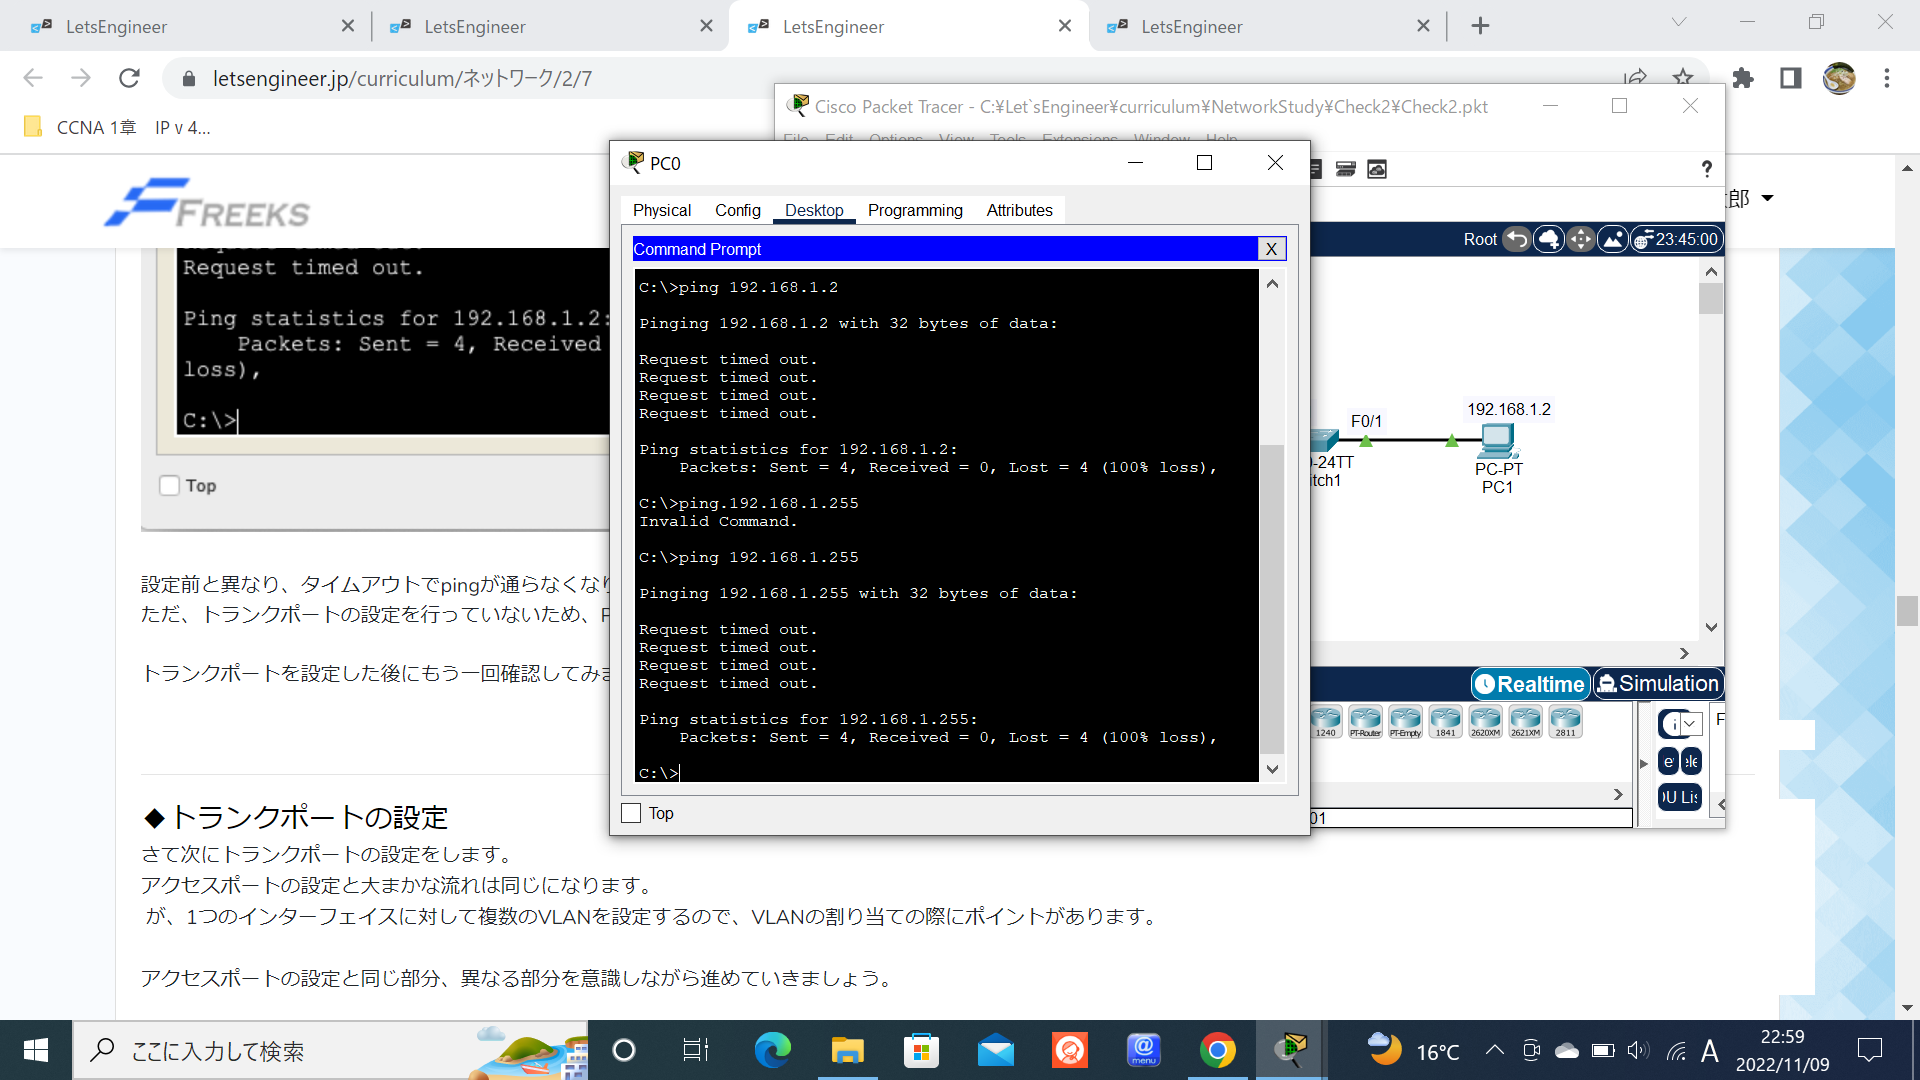 LetsEngineer
LetsEngineer
LetsEngineer
LetsEngineer
letsengineer.jp/curriculum/ネットワーク/2/7
CCNA 1章
IP v 4...
Cisco Packet Tracer - C:¥Let`sEngineer¥curriculum¥NetworkStudy¥Check2¥Check2.pkt
File Edit Options View Tools Extensions Window Help
PC0
Physical Config Desktop Programming Attributes
Command Prompt
X
C:\>ping 192.168.1.2
Pinging 192.168.1.2 with 32 bytes of data:
Request timed out.
Request timed out.
Request timed out.
Request timed out.
Ping statistics for 192.168.1.2:
Packets: Sent = 4, Received = 0, Lost = 4 (100% loss),
C:\>ping.192.168.1.255
Invalid Command.
C:\>ping 192.168.1.255
Pinging 192.168.1.255 with 32 bytes of data:
Request timed out.
Request timed out.
Request timed out.
Request timed out.
Ping statistics for 192.168.1.255:
Packets: Sent = 4, Received = 0, Lost = 4 (100% loss),
C:\>
Top
?
郎
Root
23:45:00
192.168.1.2
F0/1
-24TT
tch1
PC-PT
PC1
Realtime
Simulation
1240
PT-Router
PT-Empty
1841
2620XM
2621XM
2811
i
F
e
ele
DU Lis
01
FREEKS
Request timed out.
Ping statistics for 192.168.1.2:
Packets: Sent = 4, Received
loss),
C:\>
Top
設定前と異なり、タイムアウトでpingが通らなくな
ただ、トランクポートの設定を行っていないため、
トランクポートを設定した後にもう一回確認してみ
◆トランクポートの設定
さて次にトランクポートの設定をします。
アクセスポートの設定と大まかな流れは同じになります。
が、1つのインターフェイスに対して複数のVLANを設定するので、VLANの割り当ての際にポイントがあります。
アクセスポートの設定と同じ部分、異なる部分を意識しながら進めていきましょう。
ここに入力して検索
@
menu
16°C
A
22:59
2022/11/09